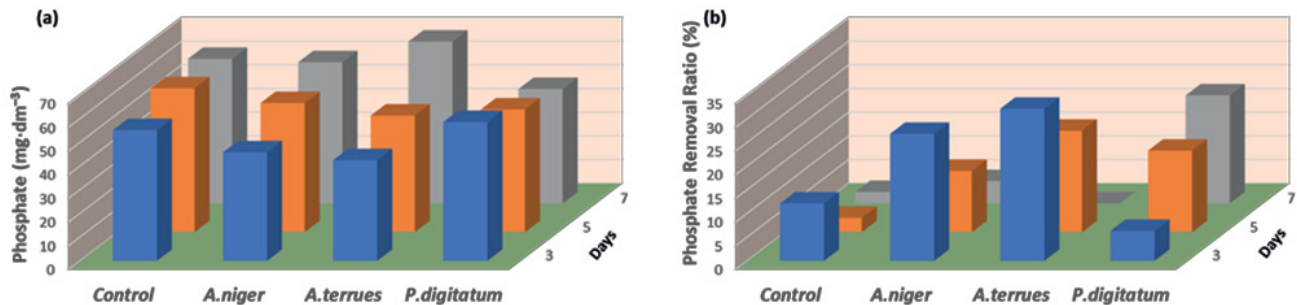 (a)
Phosphate (mg·dm⁻³)
70
60
50
40
30
20
10
0
Control
A.niger
A.terrues
P.digitatum
3
5
7
Days
(b)
Phosphate Removal Ratio (%)
35
30
25
20
15
10
5
0
Control
A.niger
A.terrues
P.digitatum
3
5
7
Days